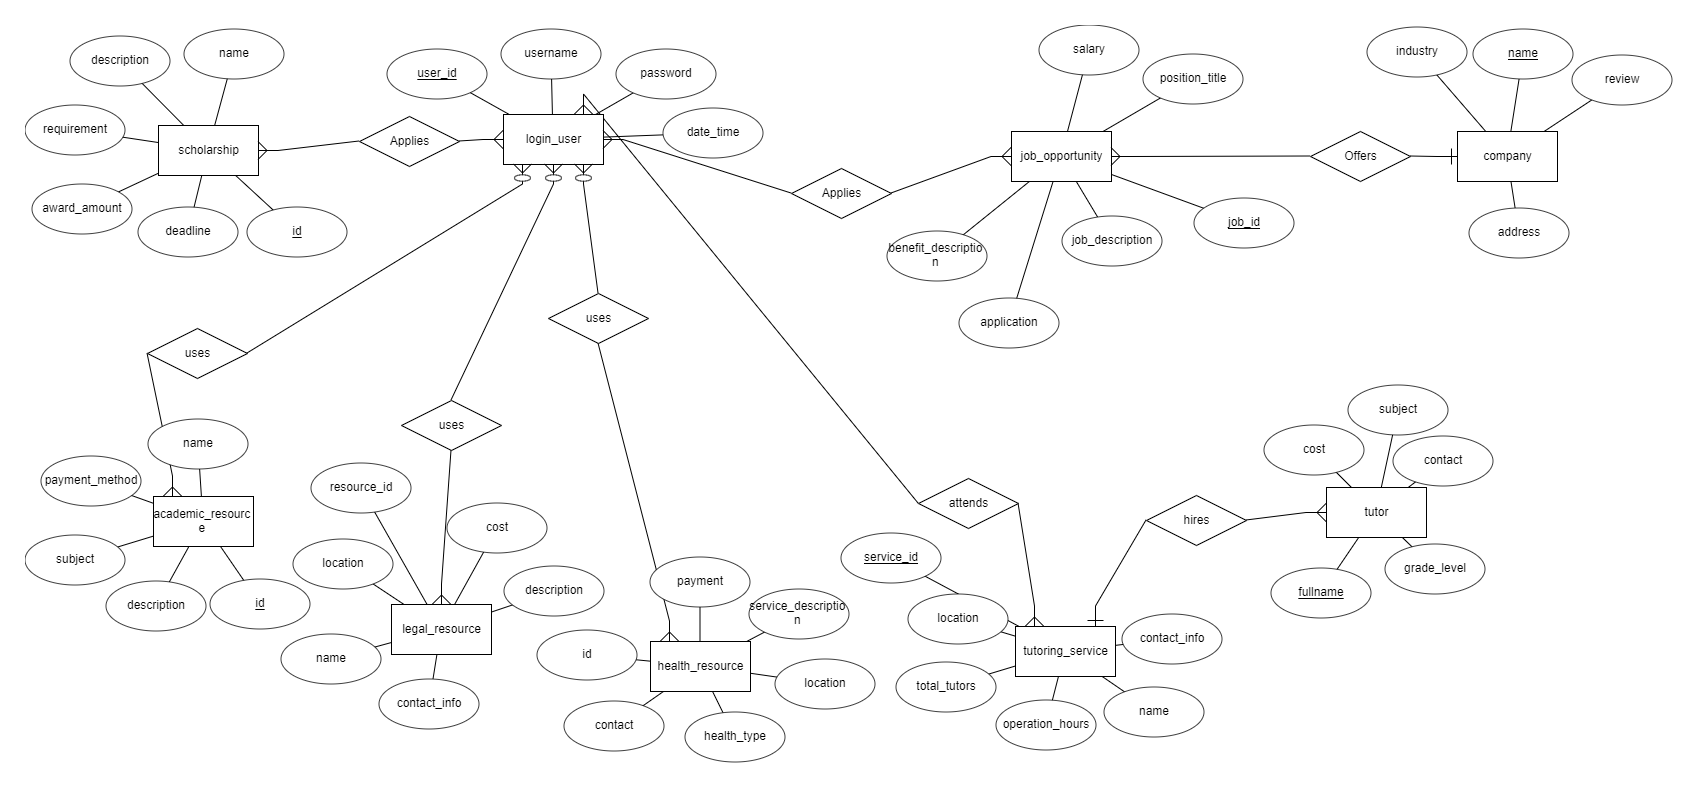 description
name
requirement
scholarship
award_amount
deadline
id
Applies
user_id
username
password
login_user
date_time
Applies
salary
position_title
job_opportunity
benefit_descriptio
n
job_description
job_id
application
Offers
industry
name
review
company
address
uses
name
payment_method
academic_resourc
e
subject
description
id
uses
resource_id
cost
location
description
legal_resource
name
contact_info
uses
payment
service_descriptio
n
id
health_resource
location
contact
health_type
attends
service_id
location
tutoring_service
contact_info
total_tutors
operation_hours
name
hires
subject
cost
contact
tutor
grade_level
fullname